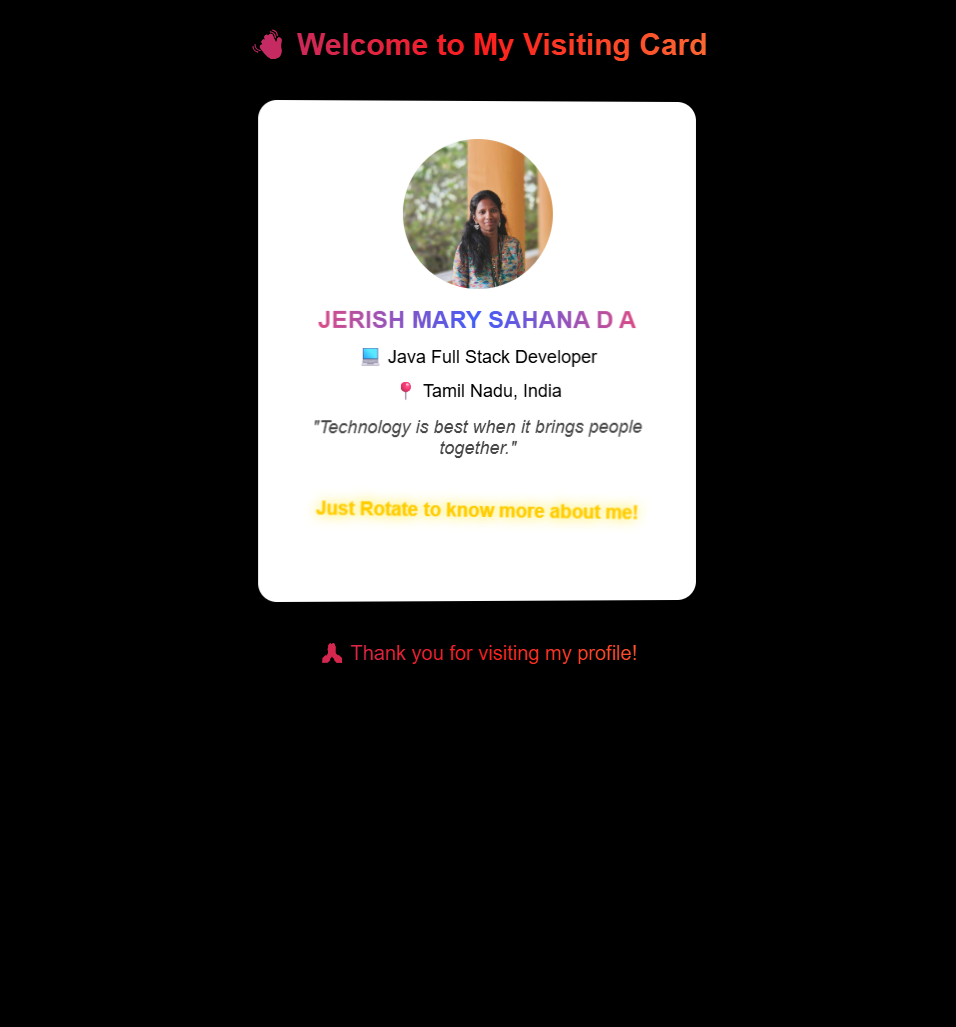 👋 Welcome to My Visiting Card
JERISH MARY SAHANA D A
💻 Java Full Stack Developer
📍 Tamil Nadu, India
"Technology is best when it brings people
together."
Just Rotate to know more about me!
🙏 Thank you for visiting my profile!